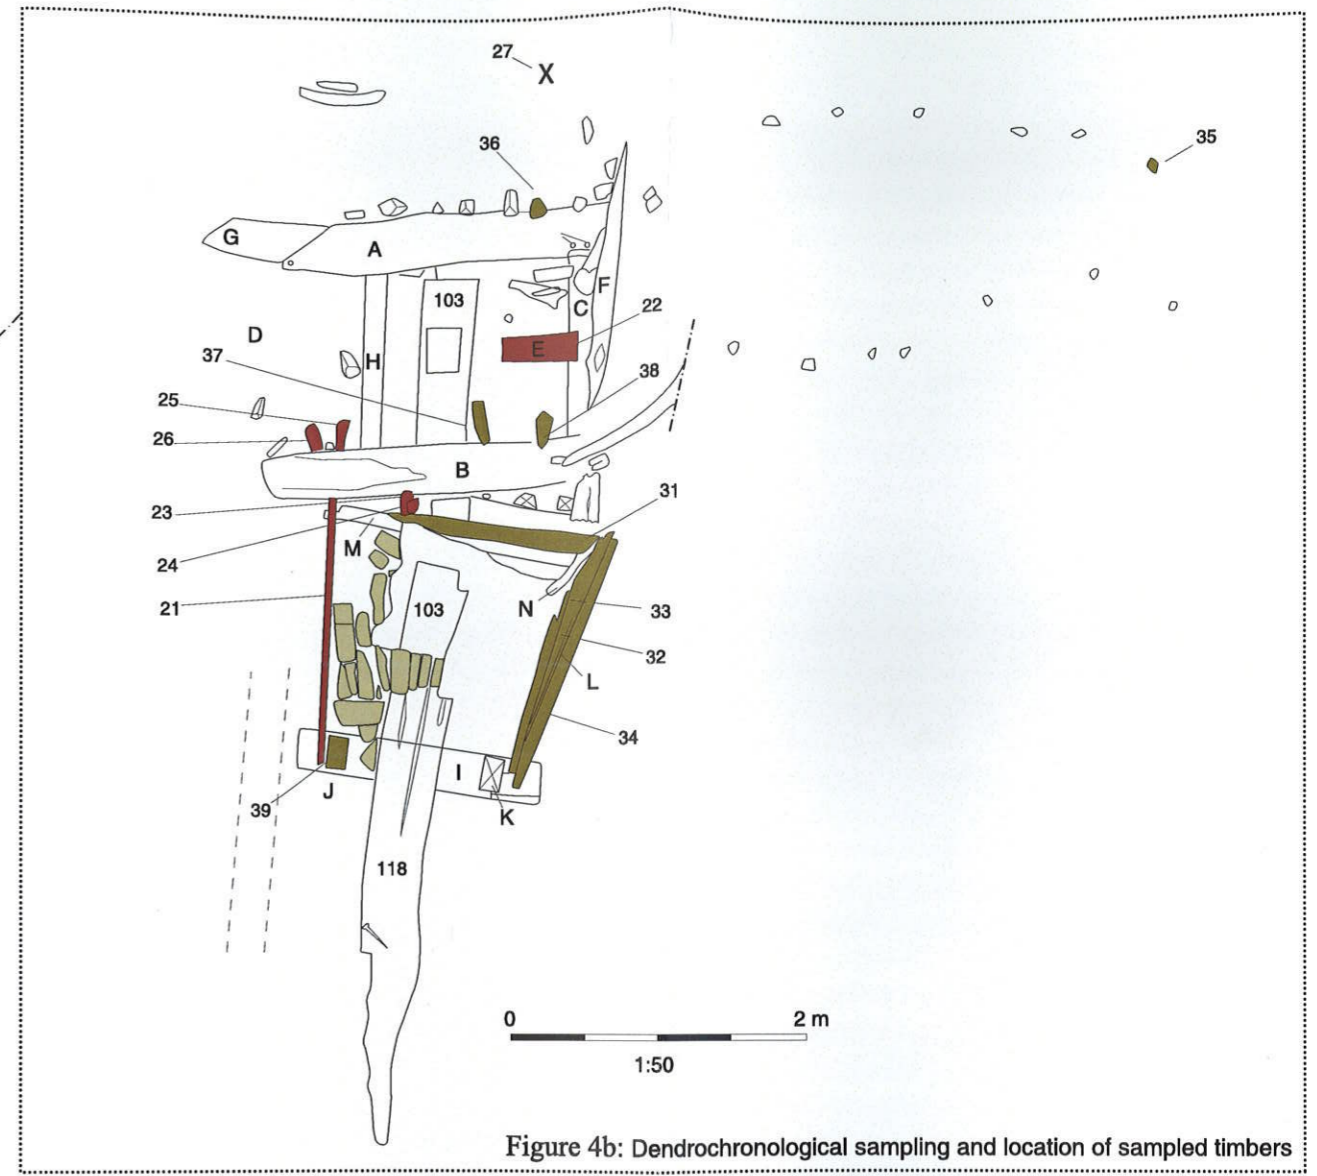 27
X
36
35
G
A
103
F
C
22
D
E
H
37
38
25
26
B
31
23
M
24
103
N
21
33
32
L
34
I
J
39
K
118
0 2 m
1:50
Figure 4b: Dendrochronological sampling and location of sampled timbers